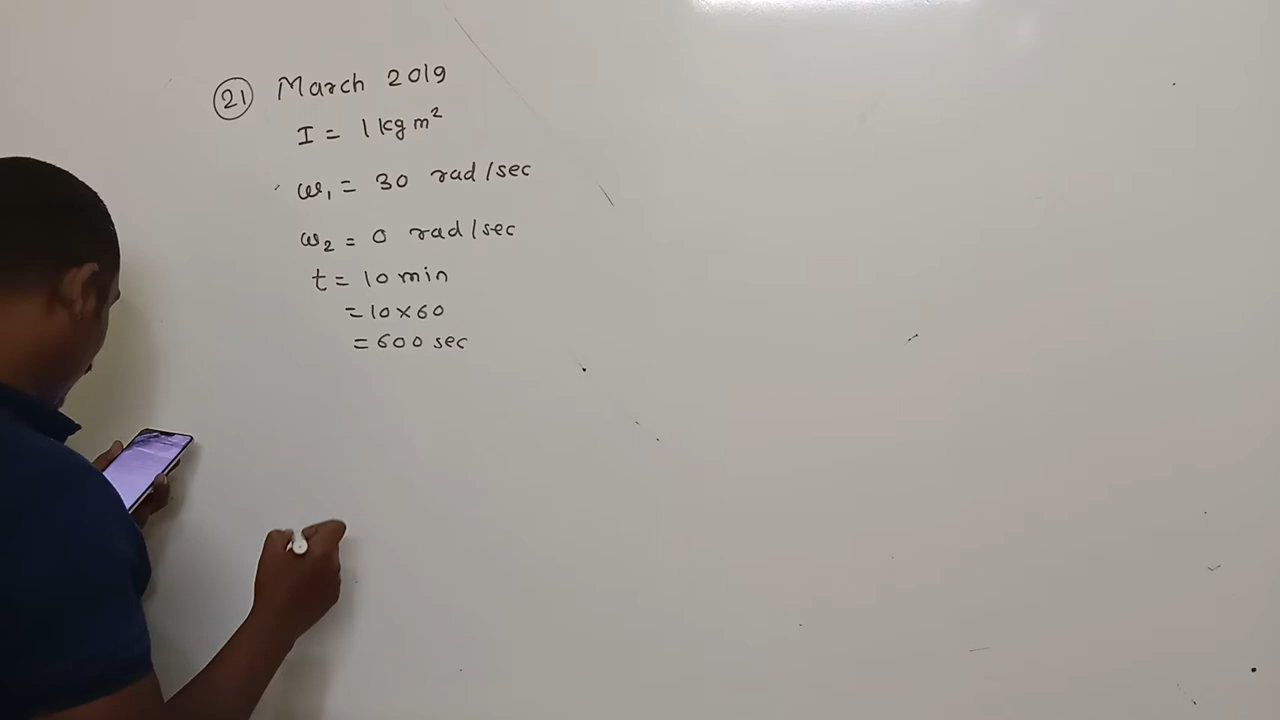 21 March 2019
I = 1 kg m²
ω₁ = 30 rad/sec
ω₂ = 0 rad/sec
t = 10 min
= 10 × 60
= 600 sec